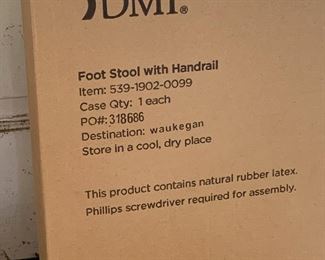 DMI®
Foot Stool with Handrail
Item: 539-1902-0099
Case Qty: 1 each
PO#: 318686
Destination: waukegan
Store in a cool, dry place
This product contains natural rubber latex.
Phillips screwdriver required for assembly.